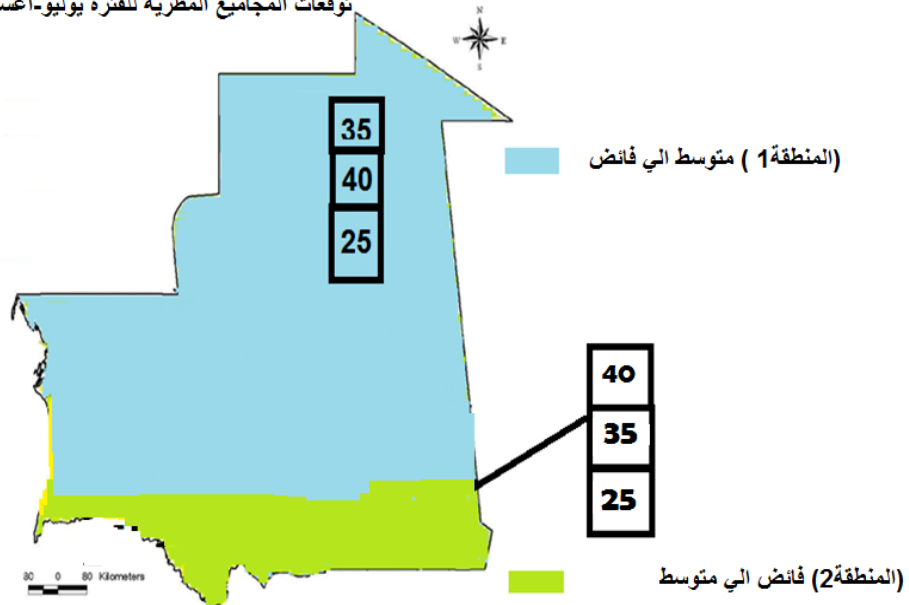 توقعات المجاميع المطرية للفترة يوليو-
N
W E
S
35
40
25
(المنطقة1 ) متوسط الي فائض
40
35
25
80 0 80 Kilometers
(المنطقة2) فائض الي متوسط